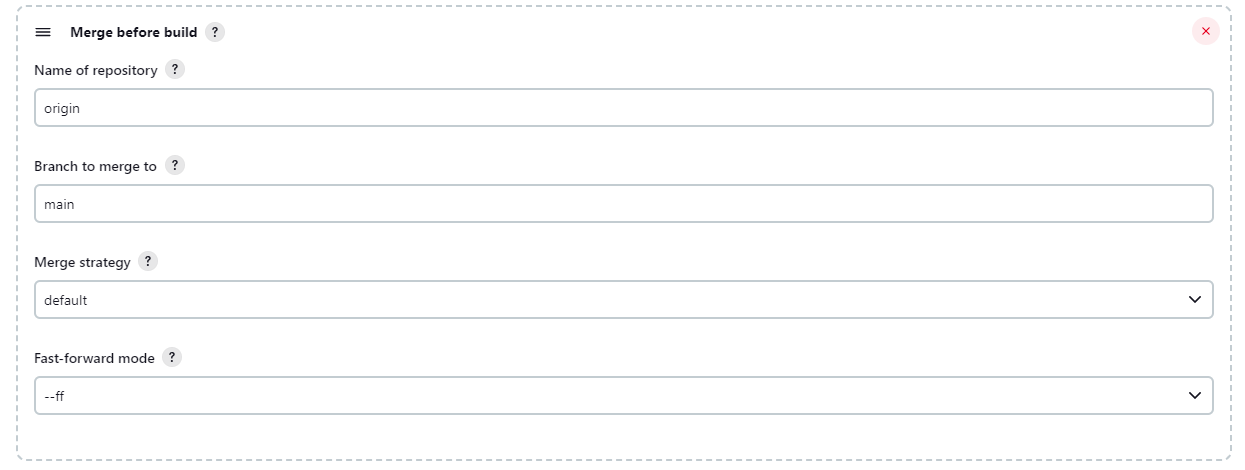 Merge before build ?
Name of repository ?
origin
Branch to merge to ?
main
Merge strategy ?
default
Fast-forward mode ?
--ff